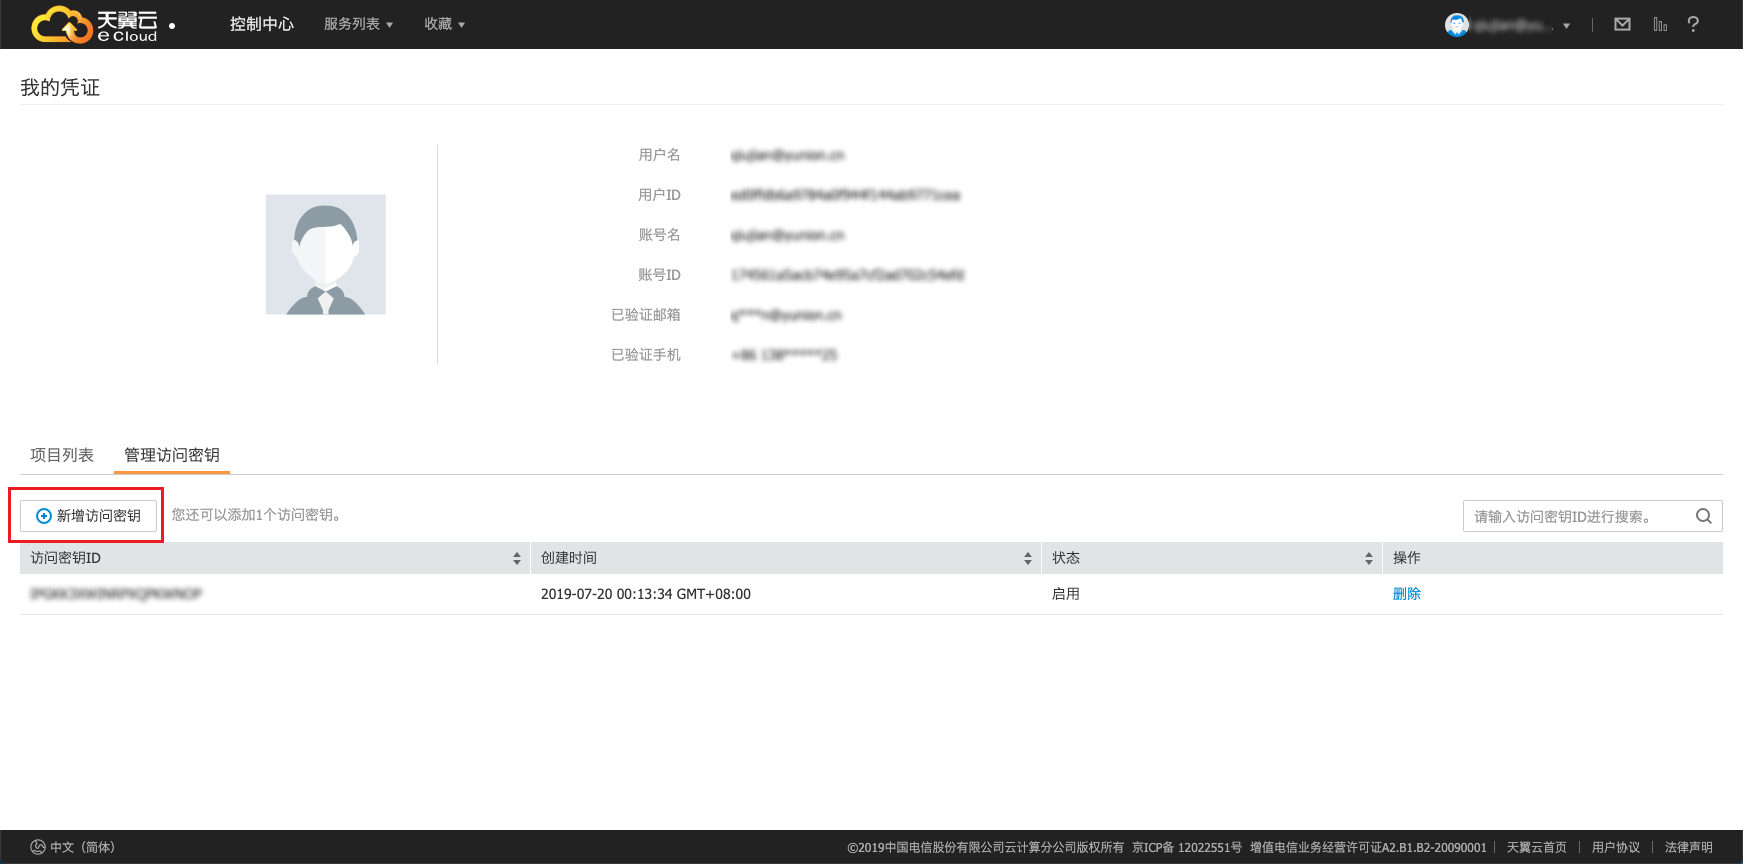 天翼云
e Cloud
控制中心
服务列表
收藏
我的凭证
用户名
用户ID
账号名
账号ID
已验证邮箱
已验证手机
项目列表
管理访问密钥
新增访问密钥
您还可以添加1个访问密钥。
请输入访问密钥ID进行搜索。
访问密钥ID 创建时间 状态 操作
2019-07-20 00:13:34 GMT+08:00 启用 删除
中文（简体） ©2019中国电信股份有限公司云计算分公司版权所有 京ICP备 12022551号 增值电信业务经营许可证A2.B1.B2-20090001 天翼云首页 用户协议 法律声明